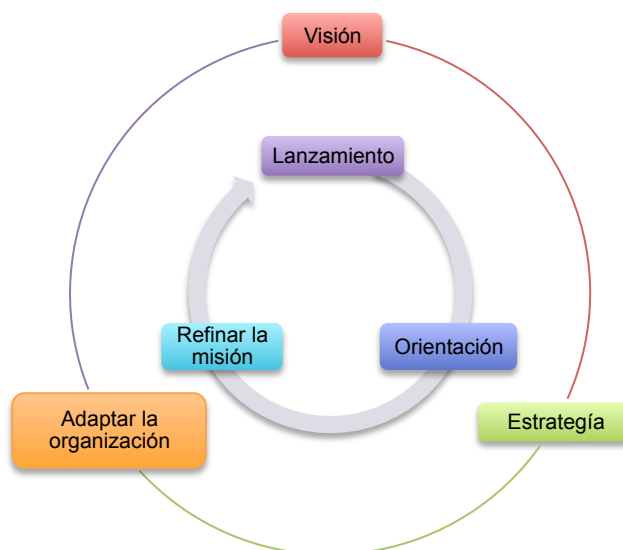 Visión
Lanzamiento
Refinar la
misión
Orientación
Adaptar la
organización
Estrategía